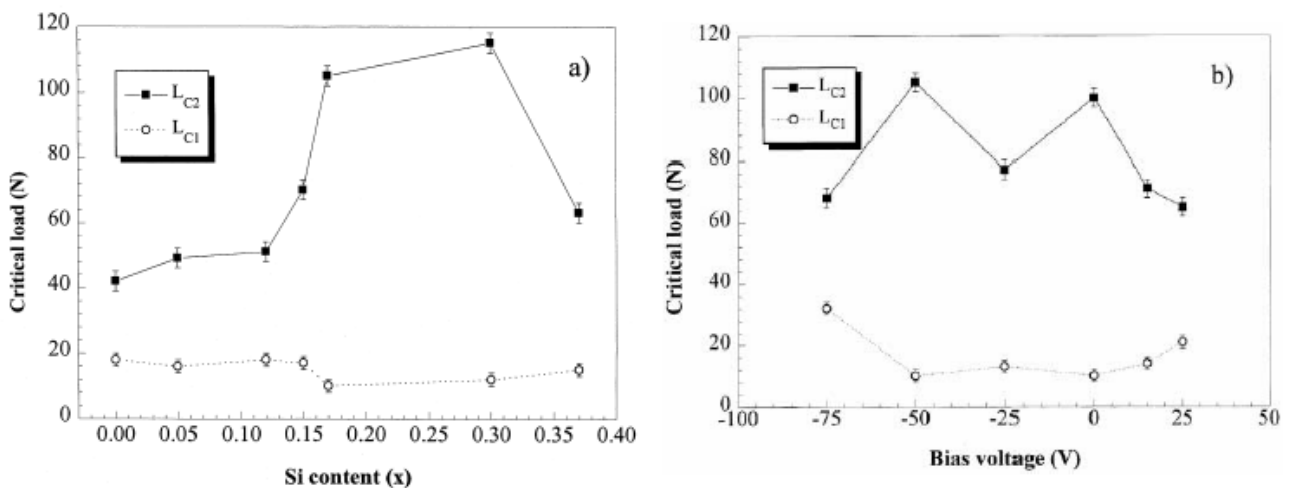 120
100
80
60
40
20
0
Critical load (N)
L C2
L C1
a)
0.00 0.05 0.10 0.15 0.20 0.25 0.30 0.35 0.40
Si content (x)
120
100
80
60
40
20
0
Critical load (N)
L C2
L C1
b)
-100 -75 -50 -25 0 25 50
Bias voltage (V)